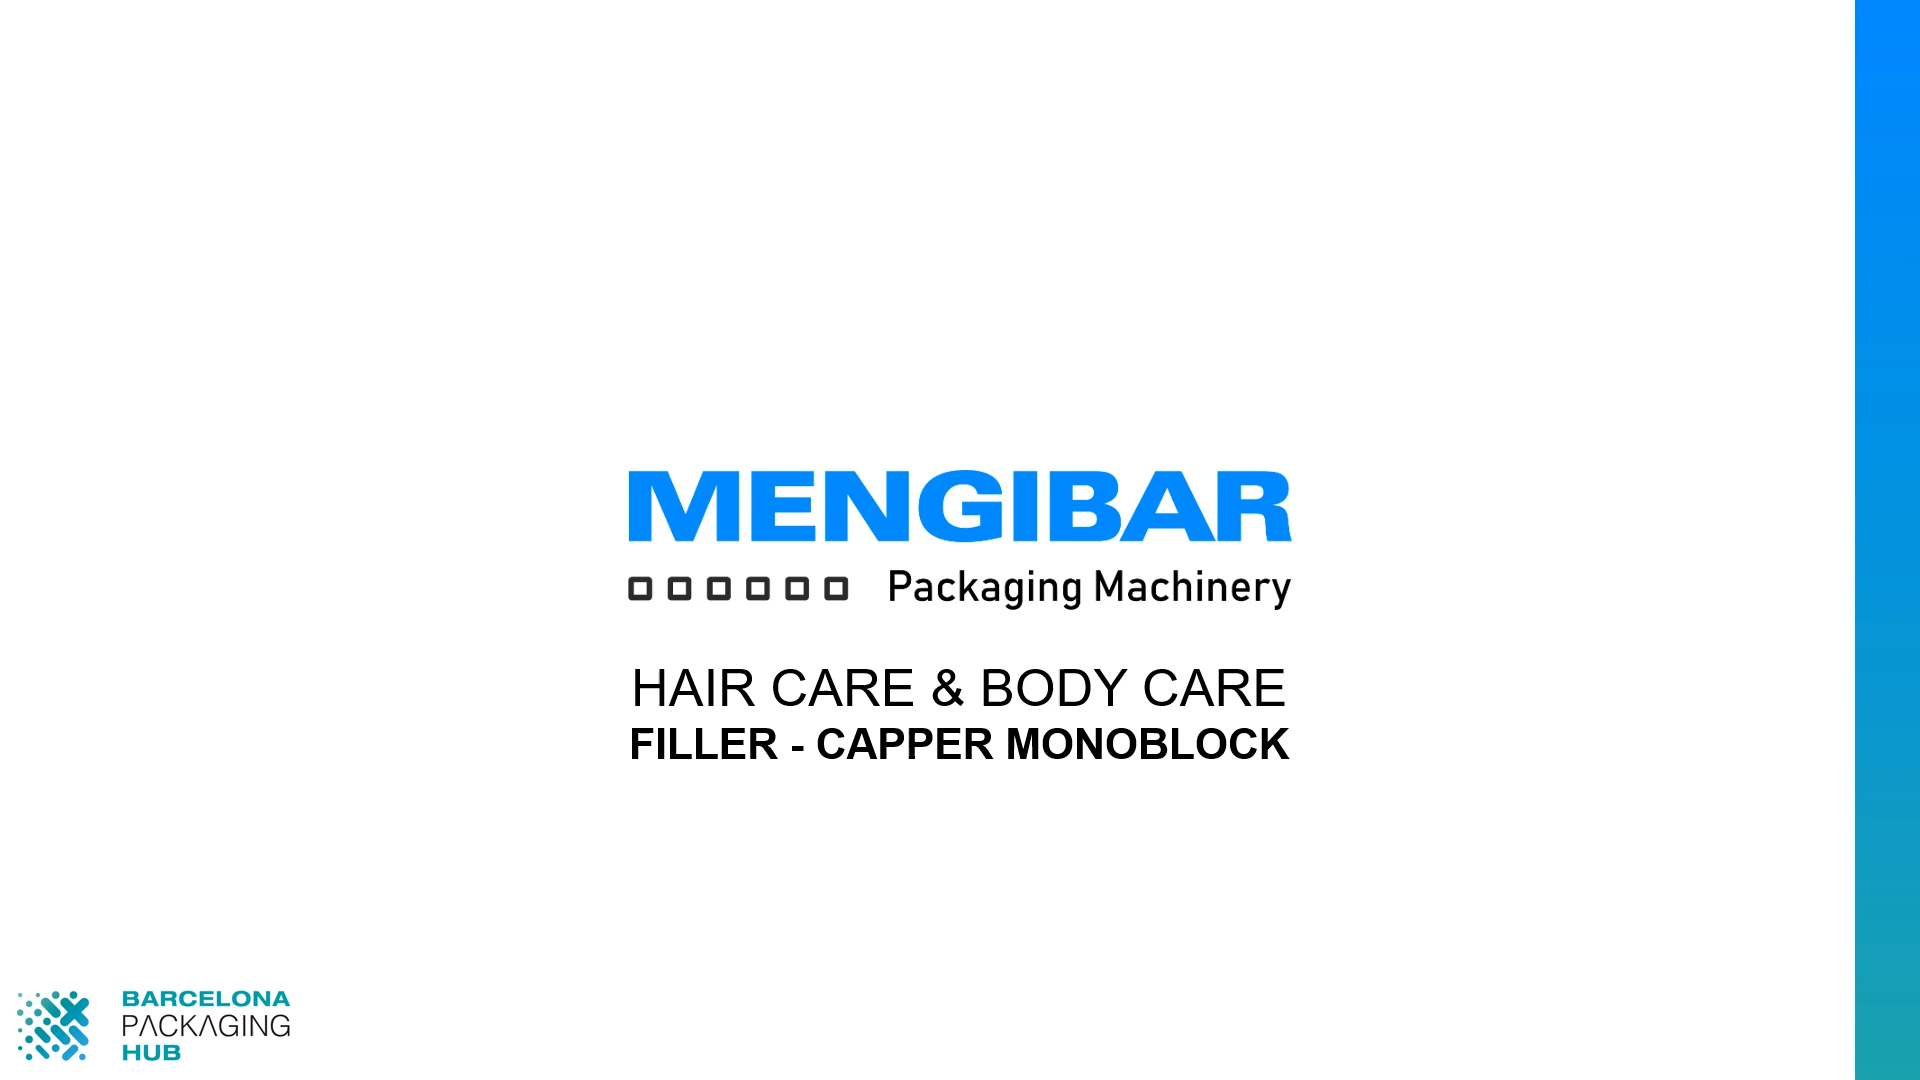 MENGIBAR
Packaging Machinery
HAIR CARE & BODY CARE
FILLER - CAPPER MONOBLOCK
BARCELONA
PACKAGING
HUB